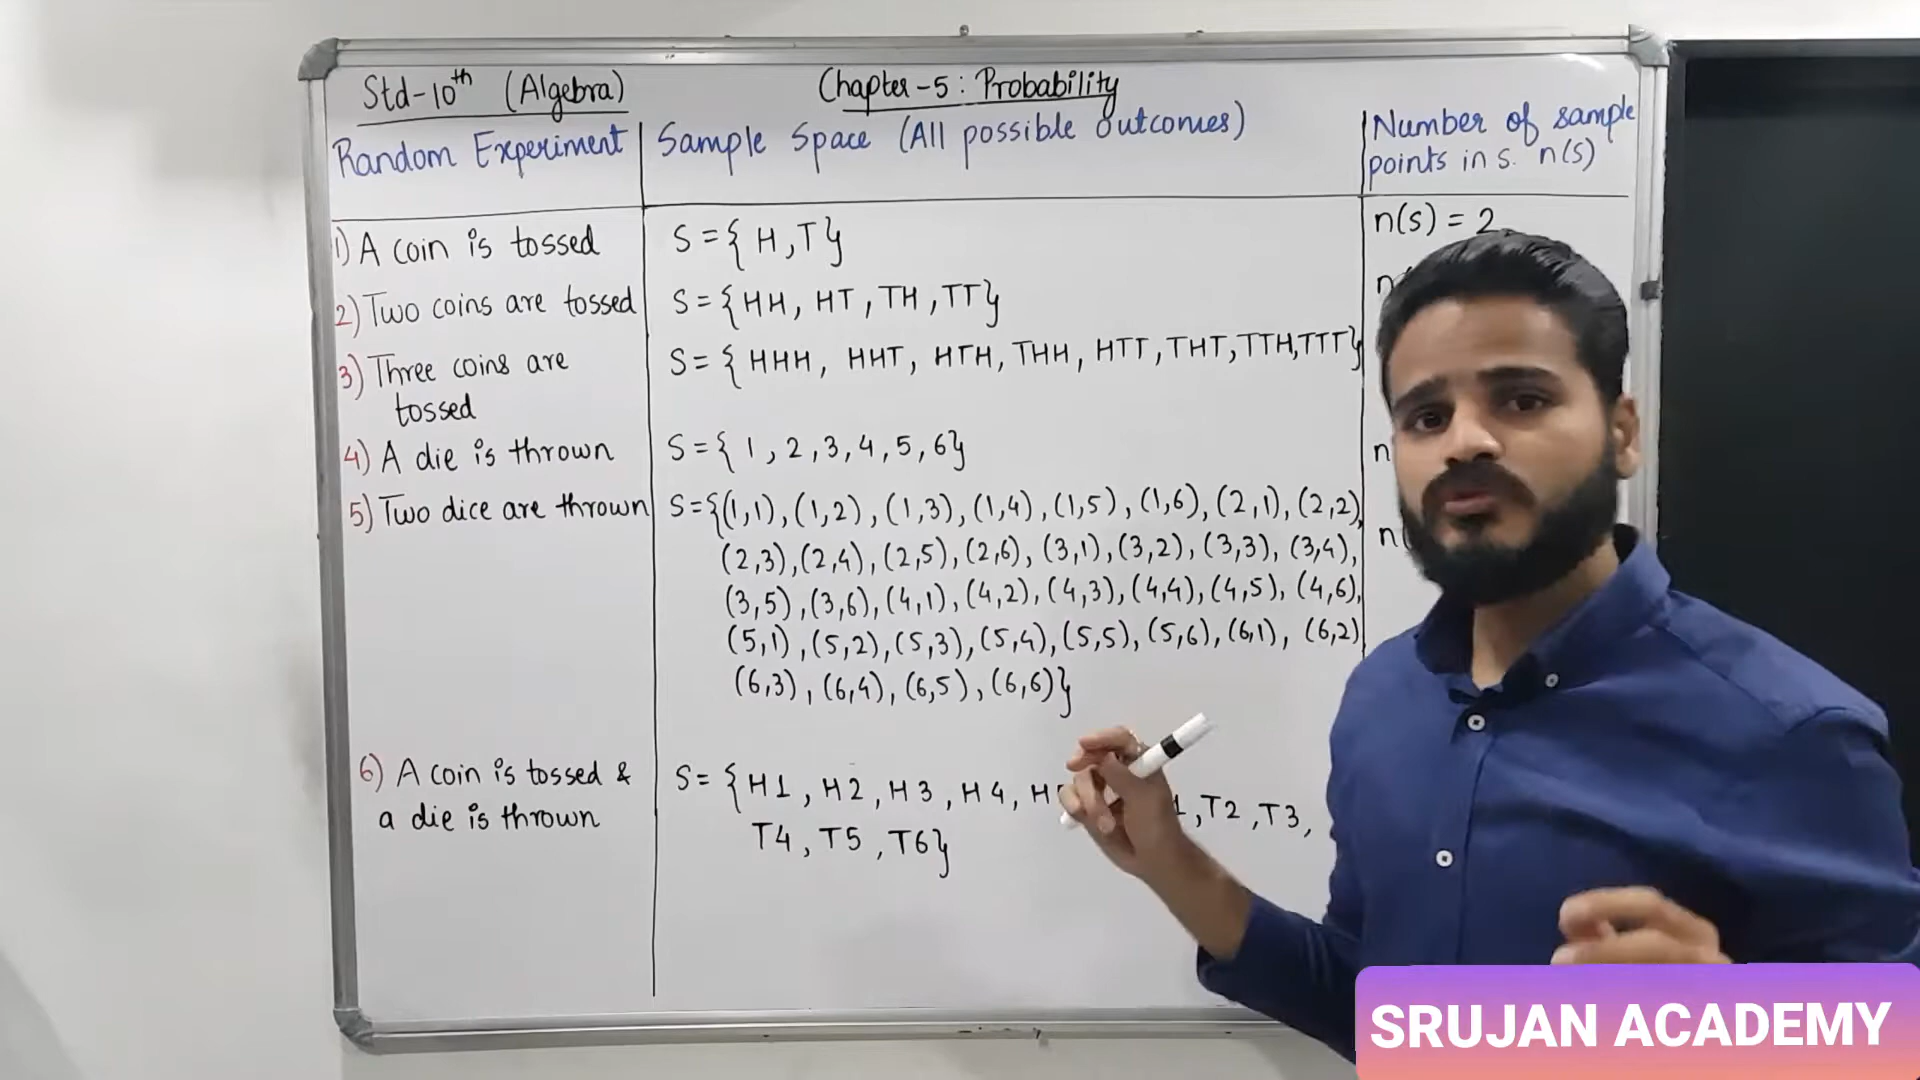 Std-10th (Algebra) Chapter-5: Probability
Random Experiment Sample Space (All possible outcomes) Number of sample
points in s. n(s)
1) A coin is tossed S={ H,T} n(s) = 2
2) Two coins are tossed S={HH, HT, TH, TT}
3) Three coins are S={ HHH, HHT, HTH, THH, HTT, THT, TTH, TTT}
tossed
4) A die is thrown S={ 1, 2, 3, 4, 5, 6}
5) Two dice are thrown S={(1,1), (1,2), (1,3), (1,4), (1,5), (1,6), (2,1), (2,2),
(2,3), (2,4), (2,5), (2,6), (3,1), (3,2), (3,3), (3,4),
(3,5), (3,6), (4,1), (4,2), (4,3), (4,4), (4,5), (4,6),
(5,1), (5,2), (5,3), (5,4), (5,5), (5,6), (6,1), (6,2)
(6,3), (6,4), (6,5), (6,6)}
6) A coin is tossed & S= {H1, H2, H3, H4, T2, T3,
a die is thrown T4, T5, T6}
SRUJAN ACADEMY